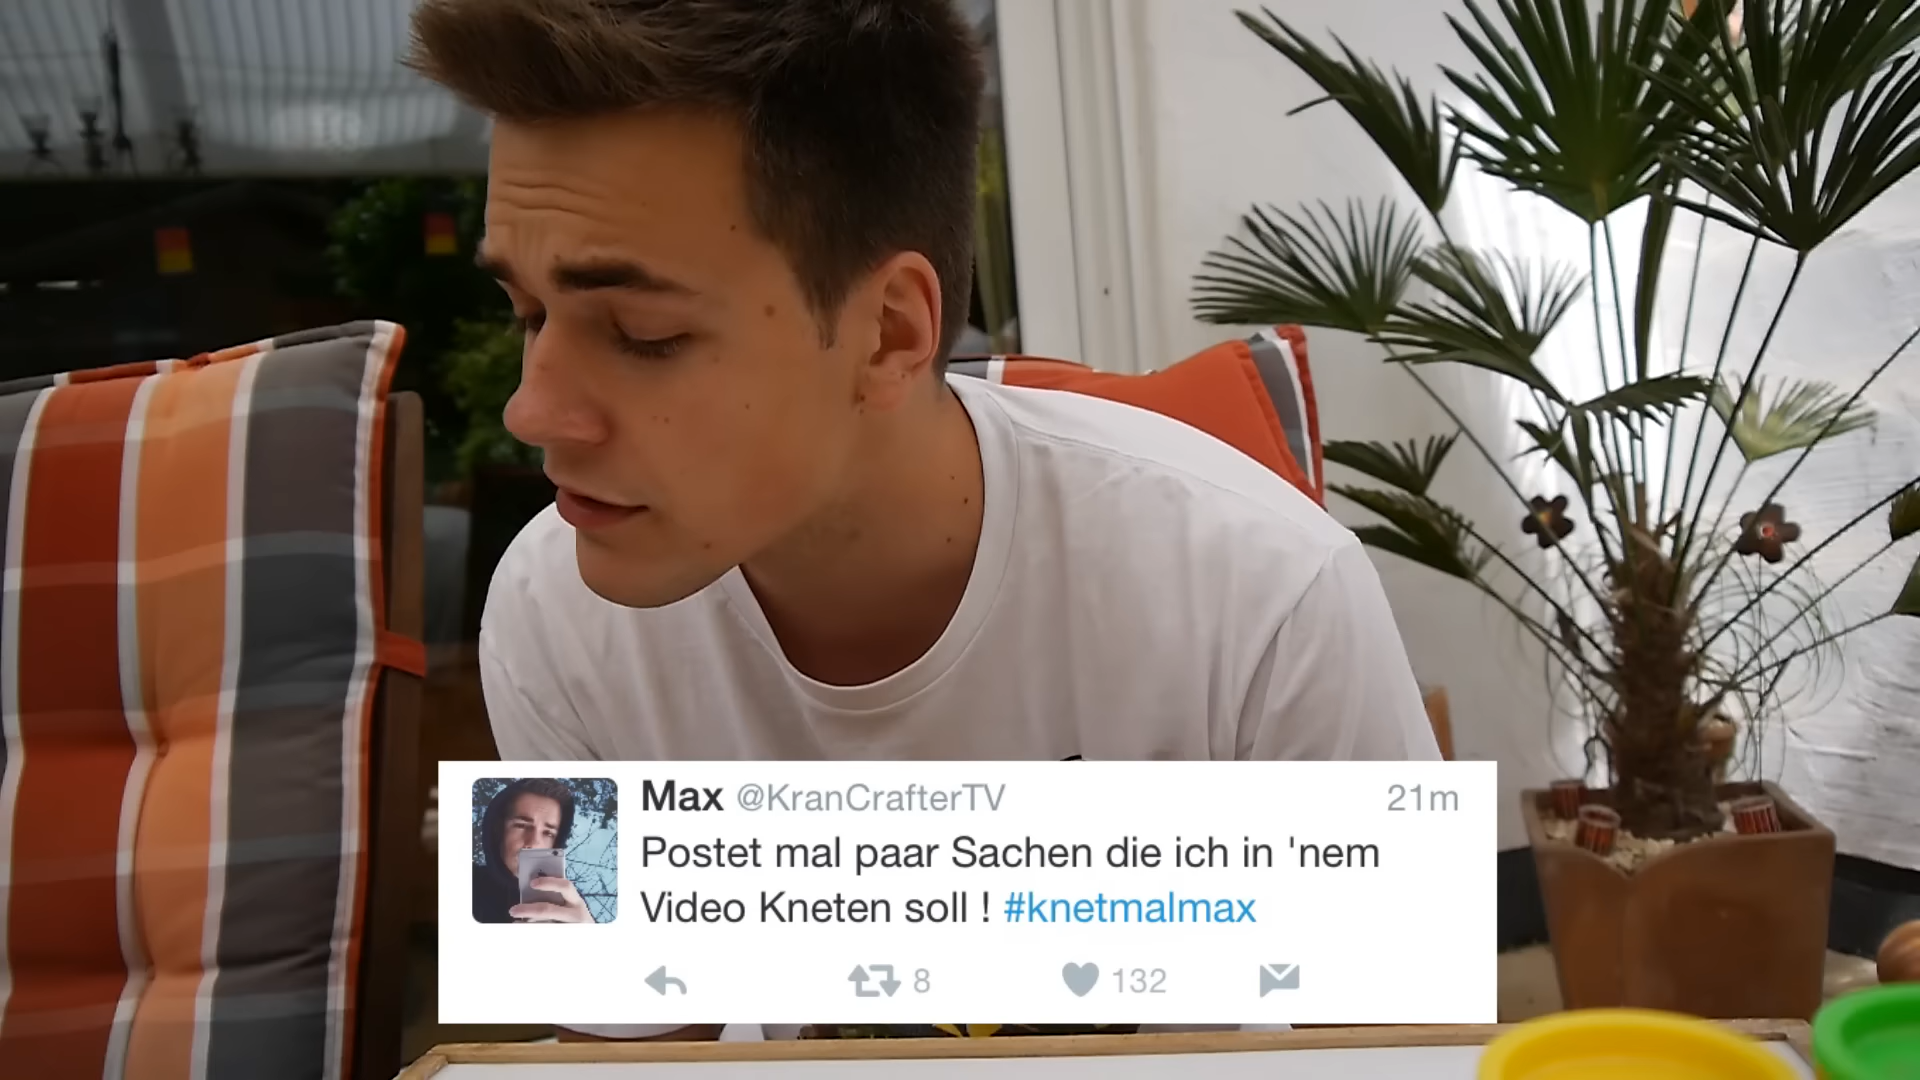 Max @KranCrafterTV 21m
Postet mal paar Sachen die ich in 'nem
Video Kneten soll ! #knetmalmax
8 132